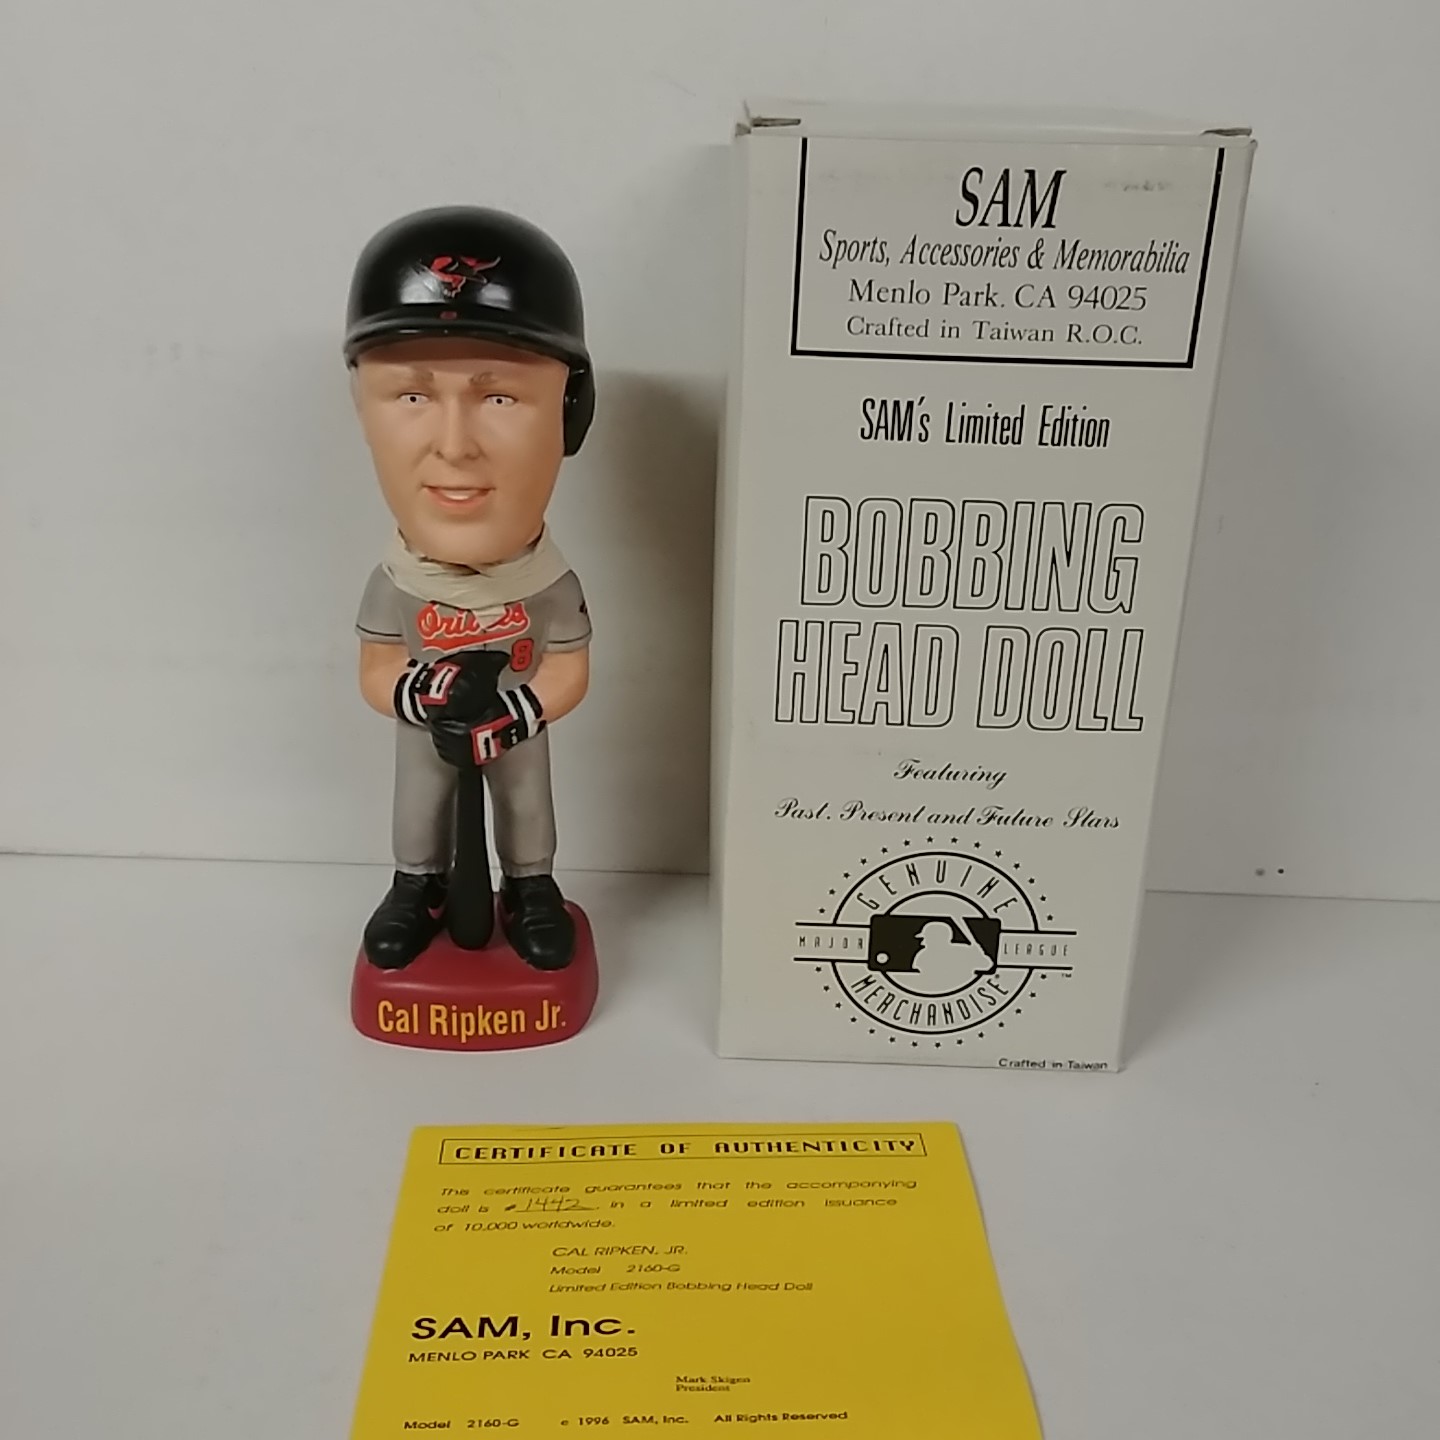 SAM
Sports, Accessories & Memorabilia
Menlo Park. CA 94025
Crafted in Taiwan R.O.C.
SAM's Limited Edition
BOBBING
HEAD DOLL
Featuring
Past. Present and Future Stars
GENUINE
MAJOR LEAGUE
MERCHANDISE
TM
Crafted in Taiwan
8
Cal Ripken Jr.
CERTIFICATE OF AUTHENTICITY
This certificate guarantees that the accompanying
doll is #1442 in a limited edition issuance
of 10,000 worldwide.
CAL RIPKEN, JR.
Model 2160-G
Limited Edition Bobbing Head Doll
SAM, Inc.
MENLO PARK CA 94025
Mark Skigen
President
Model 2160-G © 1996 SAM, Inc. All Rights Reserved